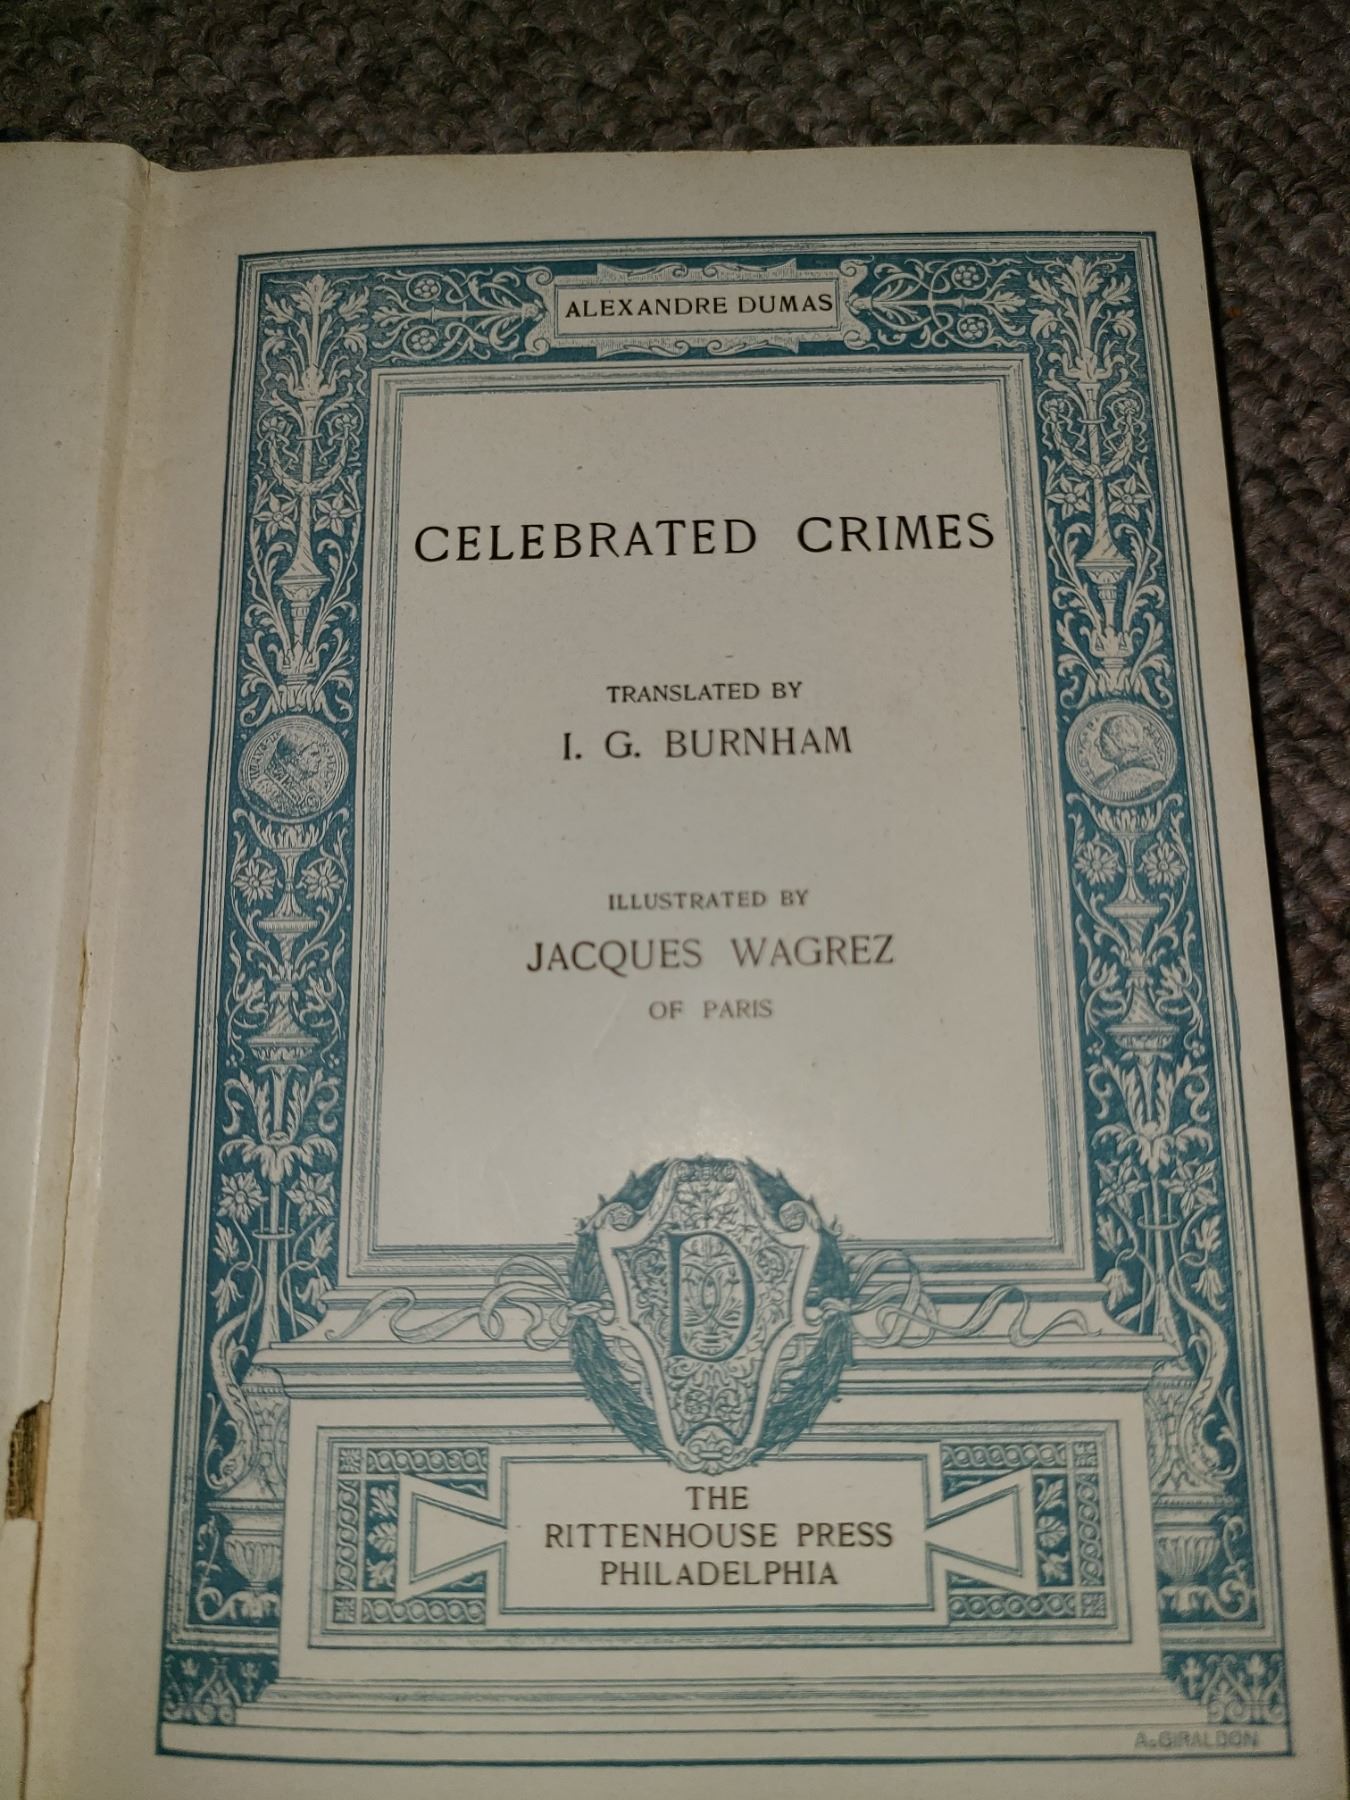 ALEXANDRE DUMAS
CELEBRATED CRIMES
TRANSLATED BY
I. G. BURNHAM
ILLUSTRATED BY
JACQUES WAGREZ
OF PARIS
D
THE
RITTENHOUSE PRESS
PHILADELPHIA
A. GIRALDON